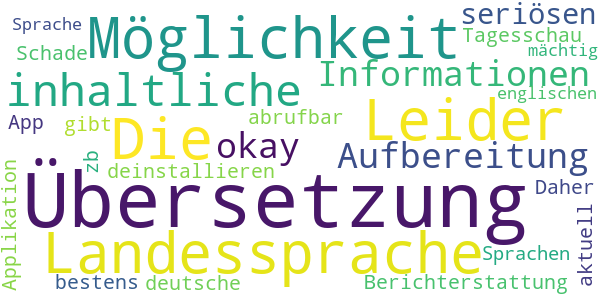 Sprache
Möglichkeit
seriösen
Schade
Tagesschau
mächtig
inhaltliche
Informationen
englischen
App
gibt
abrufbar
Leider
Die
okay
Aufbereitung
zb
deinstallieren
Daher
Applikation
Übersetzung
aktuell
Landessprache
Sprachen
bestens
deutsche
Berichterstattung